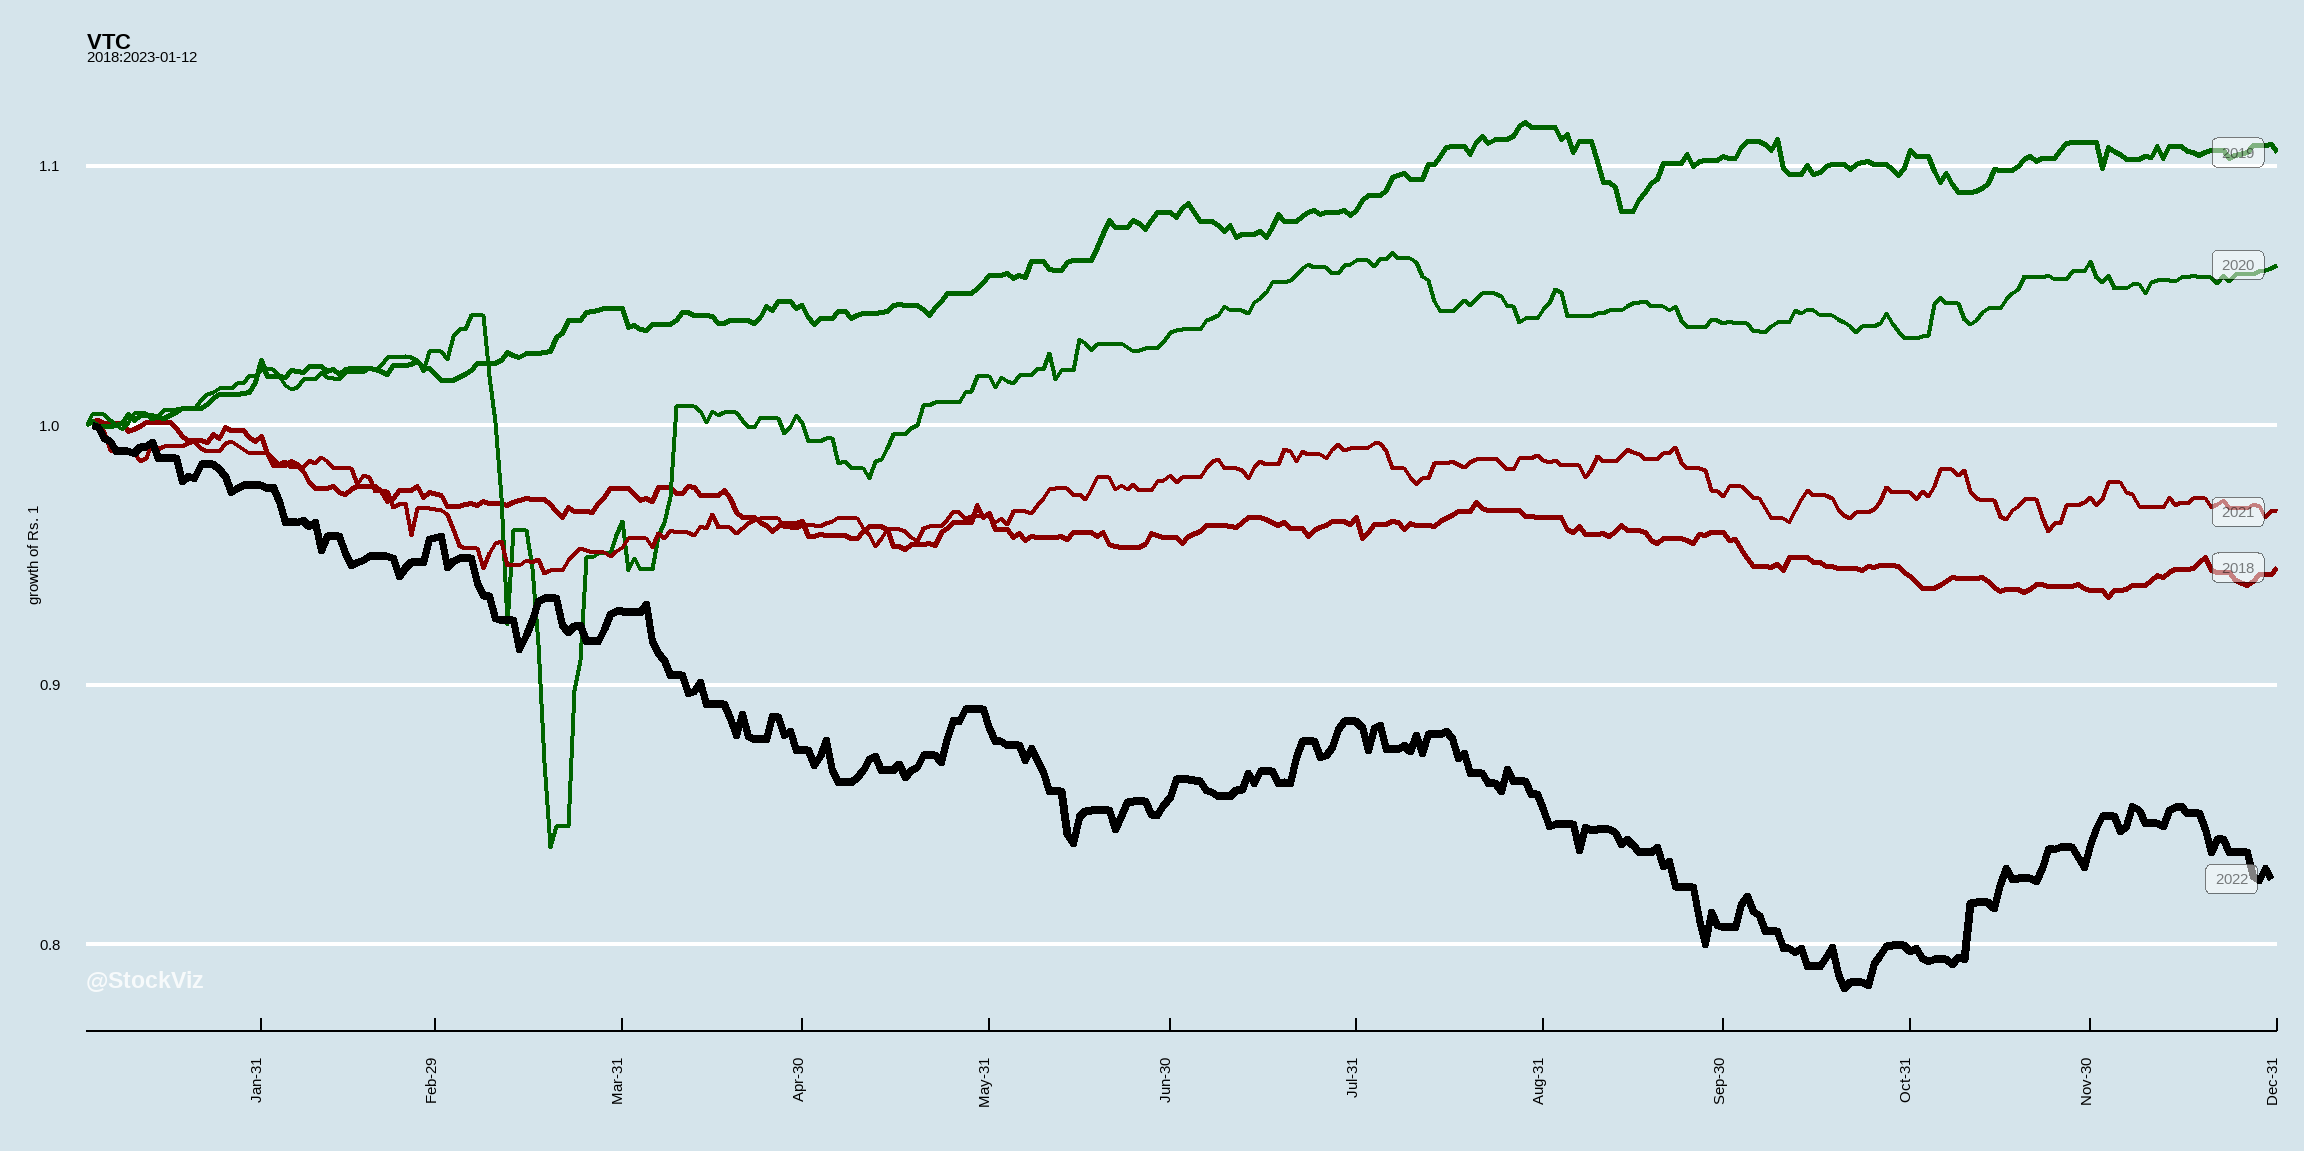 VTC
2018:2023-01-12
growth of Rs. 1
1.1
1.0
0.9
0.8
2019
2020
2021
2018
2022
@StockViz
Jan-31
Feb-29
Mar-31
Apr-30
May-31
Jun-30
Jul-31
Aug-31
Sep-30
Oct-31
Nov-30
Dec-31